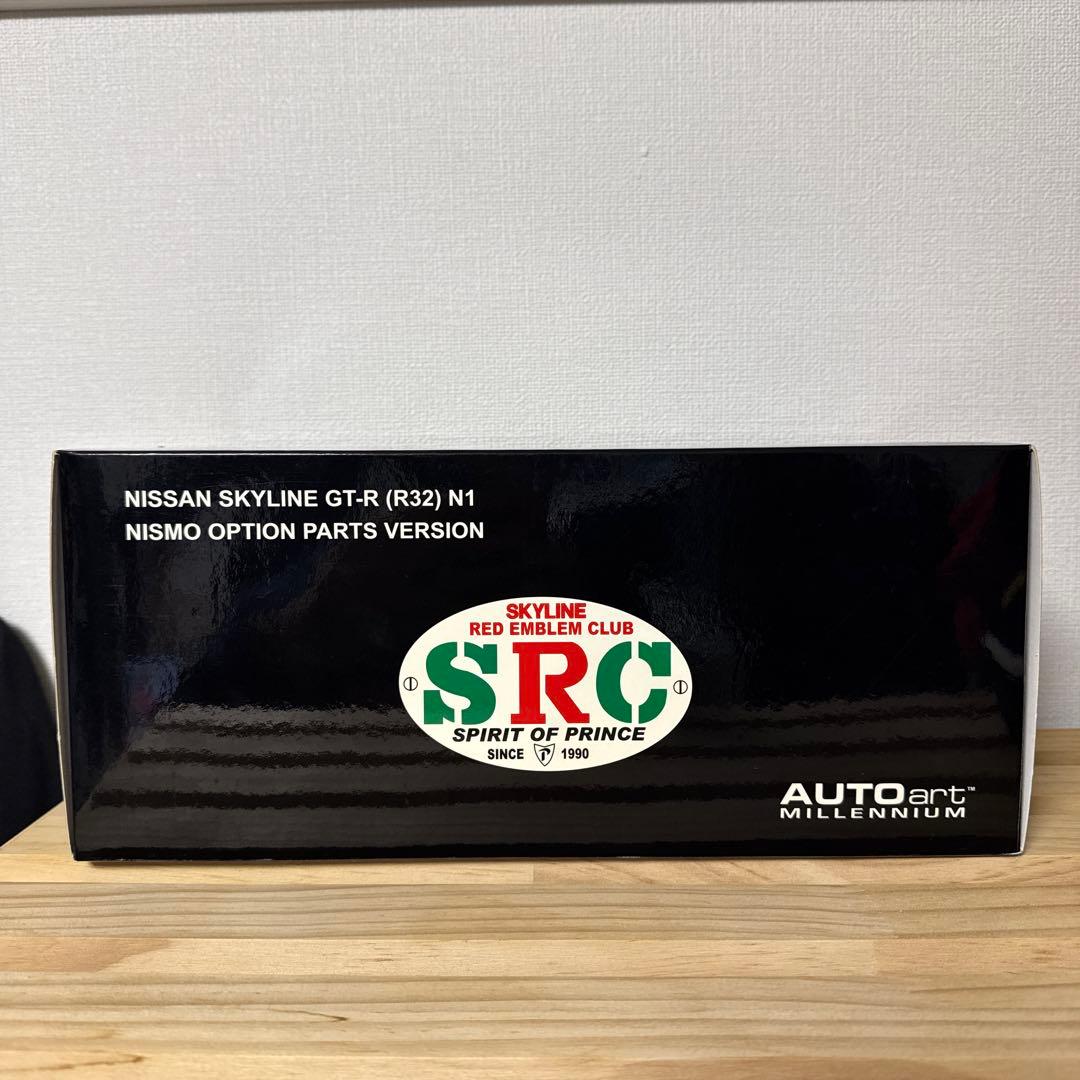 NISSAN SKYLINE GT-R (R32) N1
NISMO OPTION PARTS VERSION
SKYLINE
RED EMBLEM CLUB
SRC
SPIRIT OF PRINCE
SINCE 1990
AUTOart™
MILLENNIUM